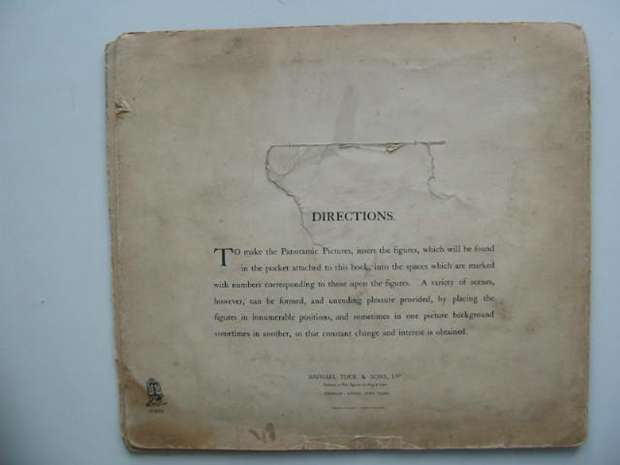 DIRECTIONS.
To make the Panoramic Pictures, insert the figures, which will be found
in the pocket attached to this book, into the spaces which are marked
with numbers corresponding to those upon the figures. A variety of scenes,
however, can be formed, and unending pleasure provided, by placing the
figures in innumerable positions, and sometimes in one picture background
sometimes in another, so that constant change and interest is obtained.
RAPHAEL TUCK & SONS, LTD